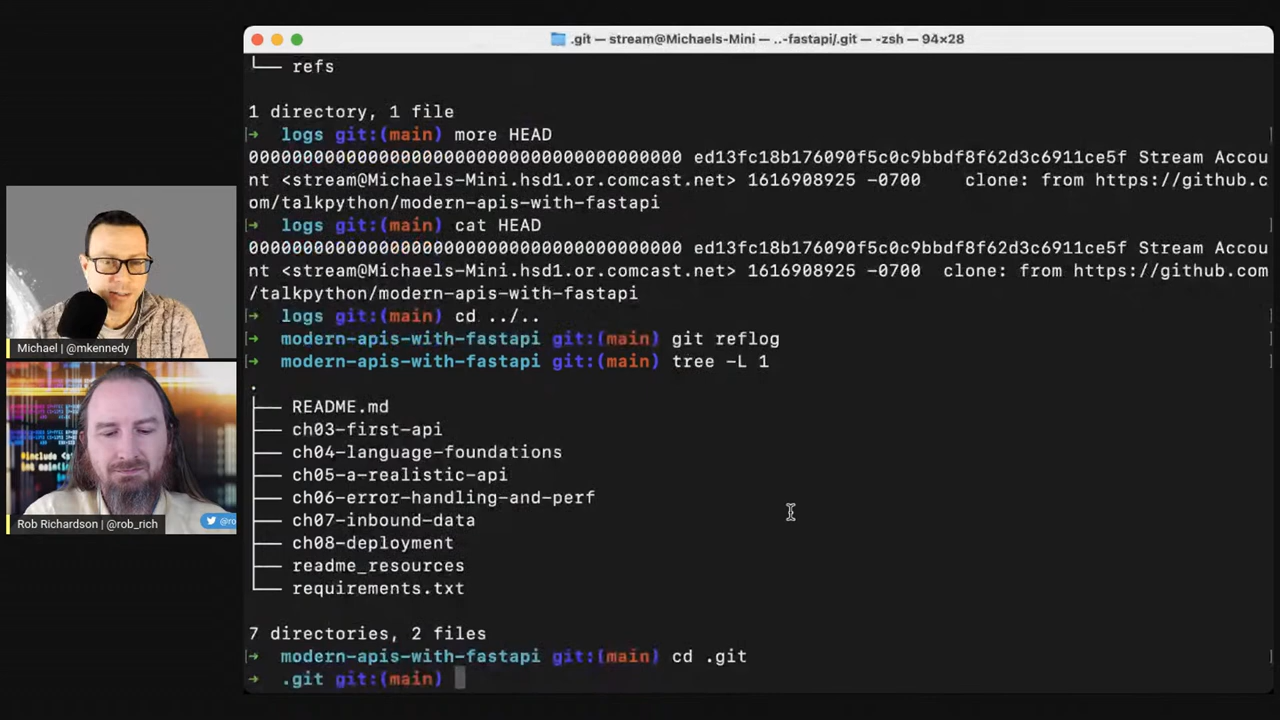 .git — stream@Michaels-Mini — ..-fastapi/.git — -zsh — 94×28
└── refs
1 directory, 1 file
→ logs git:(main) more HEAD
0000000000000000000000000000000000000000 ed13fc18b176090f5c0c9bbdf8f62d3c6911ce5f Stream Accou
nt <stream@Michaels-Mini.hsd1.or.comcast.net> 1616908925 -0700    clone: from https://github.c
om/talkpython/modern-apis-with-fastapi
→ logs git:(main) cat HEAD
0000000000000000000000000000000000000000 ed13fc18b176090f5c0c9bbdf8f62d3c6911ce5f Stream Accou
nt <stream@Michaels-Mini.hsd1.or.comcast.net> 1616908925 -0700  clone: from https://github.com
/talkpython/modern-apis-with-fastapi
→ logs git:(main) cd ../..
→ modern-apis-with-fastapi git:(main) git reflog
→ modern-apis-with-fastapi git:(main) tree -L 1
.
├── README.md
├── ch03-first-api
├── ch04-language-foundations
├── ch05-a-realistic-api
├── ch06-error-handling-and-perf
├── ch07-inbound-data
├── ch08-deployment
├── readme_resources
└── requirements.txt
7 directories, 2 files
→ modern-apis-with-fastapi git:(main) cd .git
→ .git git:(main)
Michael | @mkennedy
#include <s
int main(in
Rob Richardson | @rob_rich
@ro